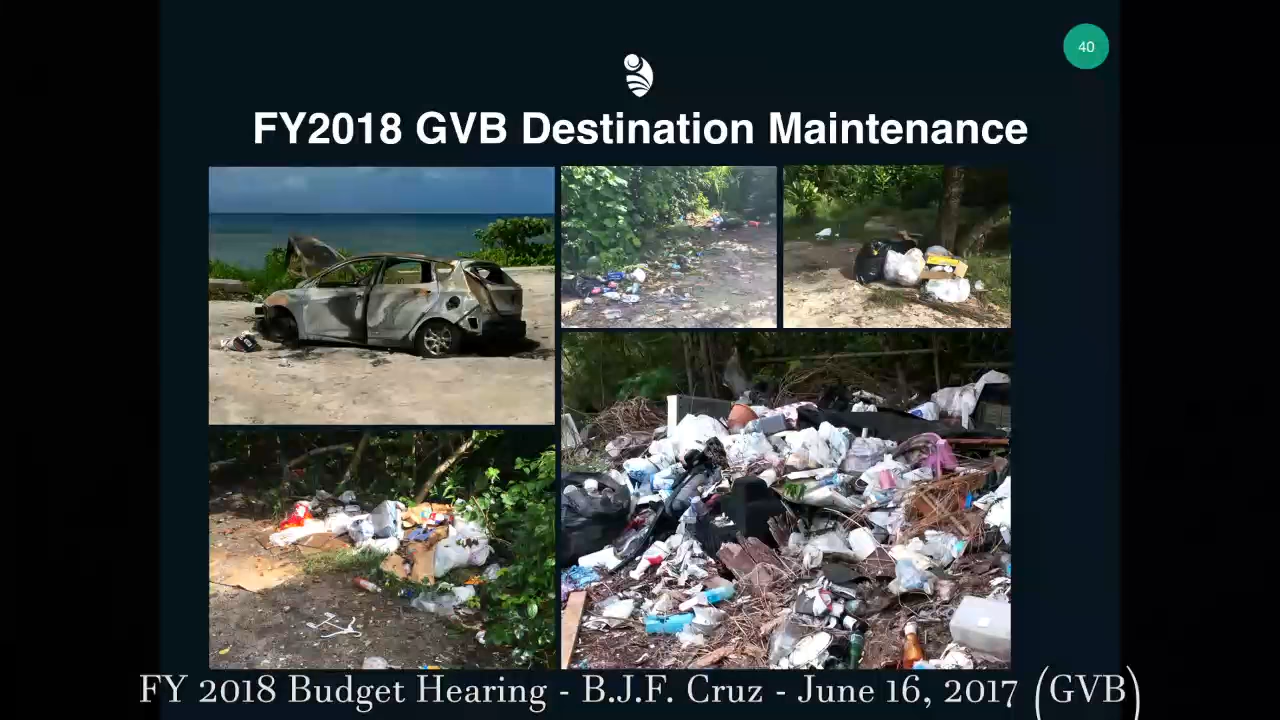 40
FY2018 GVB Destination Maintenance
FY 2018 Budget Hearing - B.J.F. Cruz - June 16, 2017 (GVB)